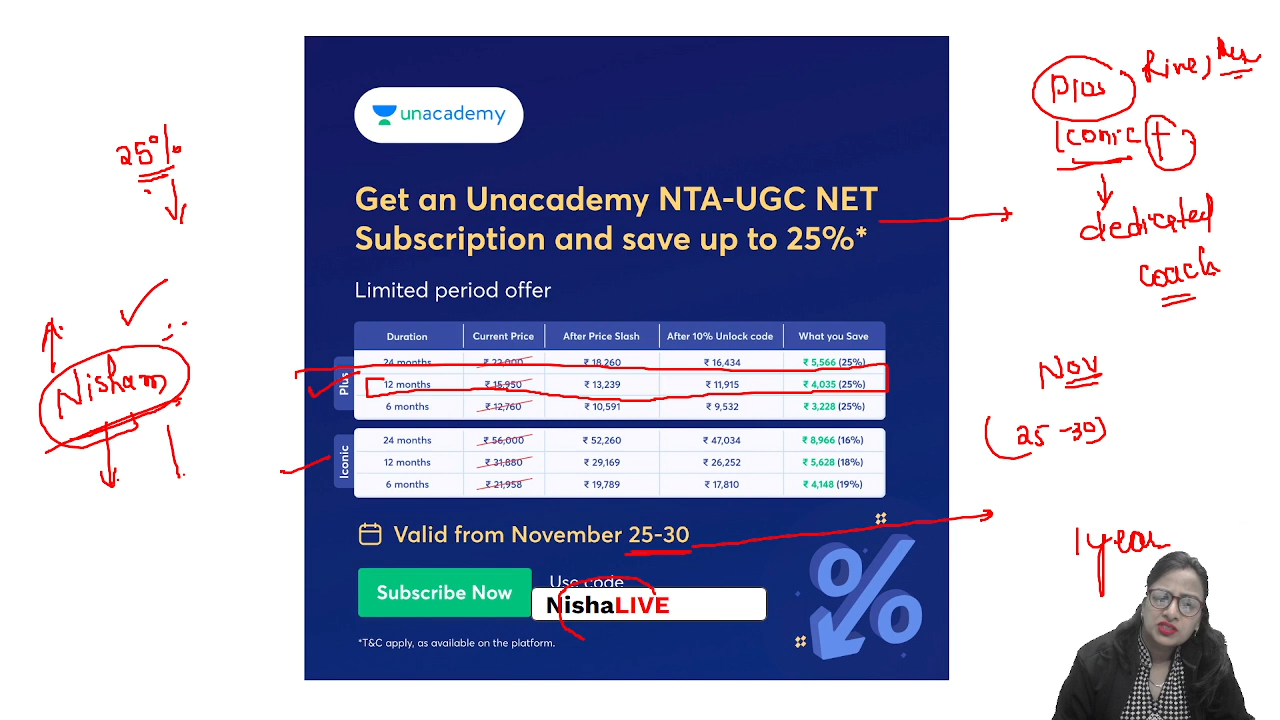 unacademy
Get an Unacademy NTA-UGC NET
Subscription and save up to 25%*
Limited period offer
Duration Current Price After Price Slash After 10% Unlock code What you Save
Plus
24 months ₹ 22,000 ₹ 18,260 ₹ 16,434 ₹ 5,566 (25%)
12 months ₹ 15,950 ₹ 13,239 ₹ 11,915 ₹ 4,035 (25%)
6 months ₹ 12,760 ₹ 10,591 ₹ 9,532 ₹ 3,228 (25%)
Iconic
24 months ₹ 56,000 ₹ 52,260 ₹ 47,034 ₹ 8,966 (16%)
12 months ₹ 31,880 ₹ 29,169 ₹ 26,252 ₹ 5,628 (18%)
6 months ₹ 21,958 ₹ 19,789 ₹ 17,810 ₹ 4,148 (19%)
Valid from November 25-30
Subscribe Now
Use code
NishaLIVE
*T&C apply, as available on the platform.
%
25%
Nisham
Plus
Iconic +
dedicated
coach
Nov
(25-30)
1 year